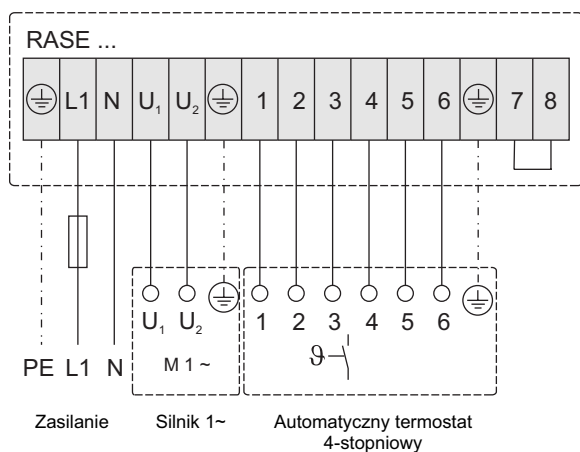 RASE ...
L1 N U₁ U₂ 1 2 3 4 5 6 7 8
U₁ U₂ 1 2 3 4 5 6
M 1 ~ ϑ
PE L1 N
Zasilanie Silnik 1~ Automatyczny termostat
4-stopniowy